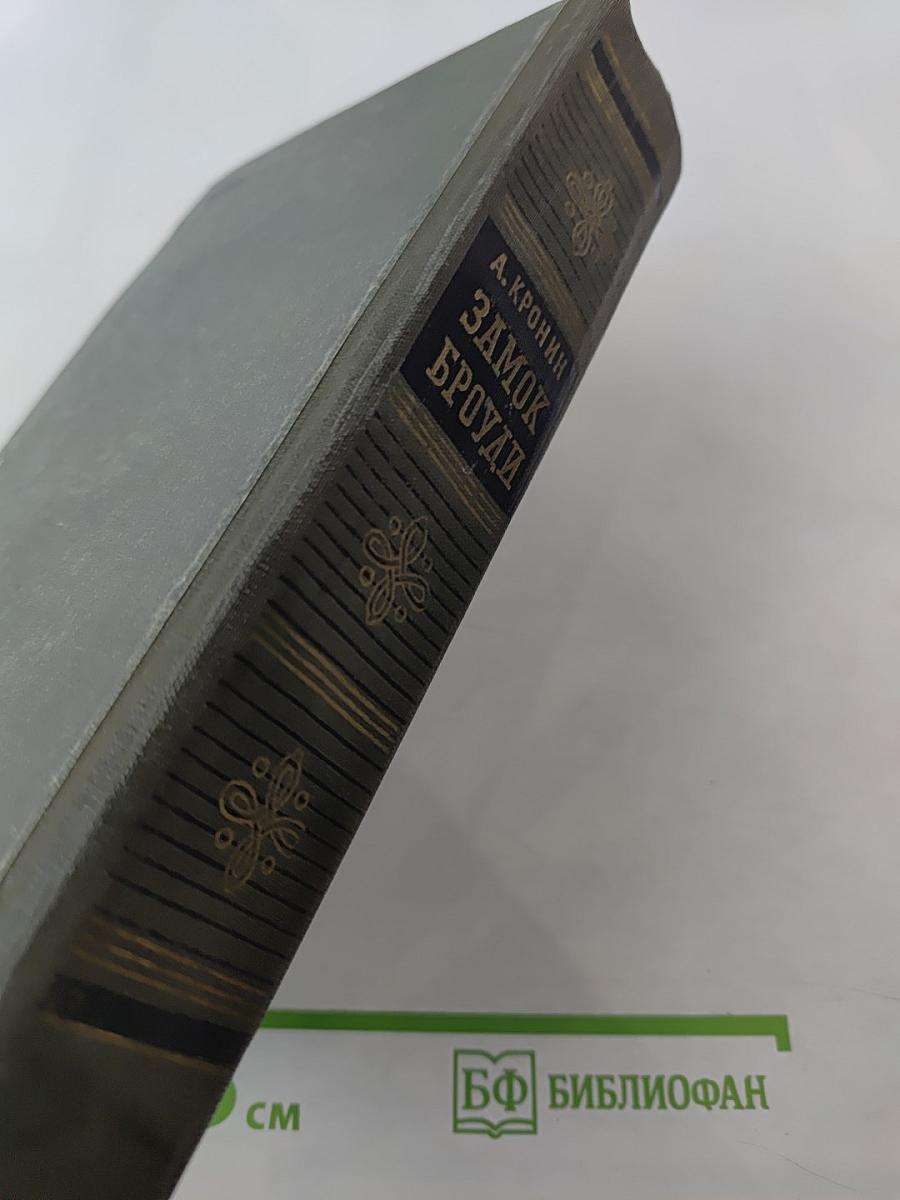 А. КРОНИН
ЗАМОК
БРОУДИ
см
БФ БИБЛИОФАН